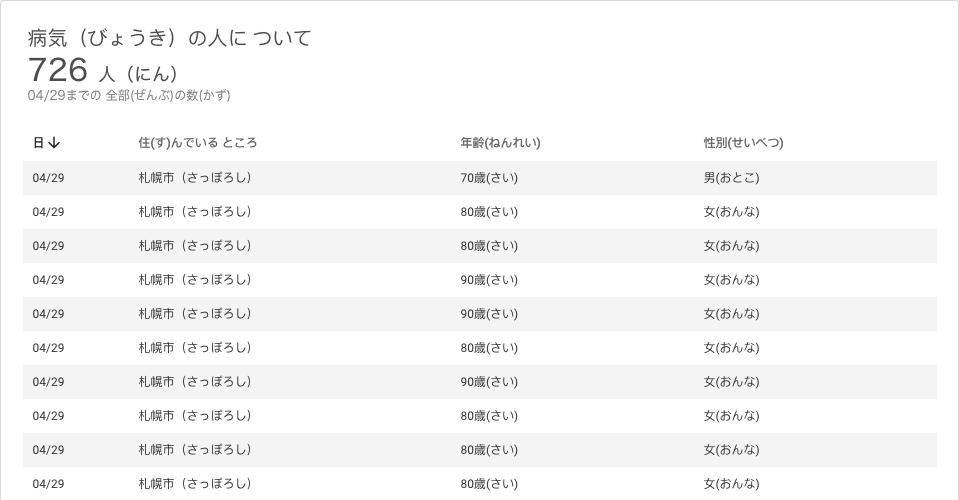 病気（びょうき）の人に ついて
726 人（にん）
04/29までの 全部(ぜんぶ)の数(かず)
日↓ 住(す)んでいる ところ 年齢(ねんれい) 性別(せいべつ)
04/29 札幌市（さっぽろし） 70歳(さい) 男(おとこ)
04/29 札幌市（さっぽろし） 80歳(さい) 女(おんな)
04/29 札幌市（さっぽろし） 80歳(さい) 女(おんな)
04/29 札幌市（さっぽろし） 90歳(さい) 女(おんな)
04/29 札幌市（さっぽろし） 90歳(さい) 女(おんな)
04/29 札幌市（さっぽろし） 80歳(さい) 女(おんな)
04/29 札幌市（さっぽろし） 90歳(さい) 女(おんな)
04/29 札幌市（さっぽろし） 80歳(さい) 女(おんな)
04/29 札幌市（さっぽろし） 80歳(さい) 女(おんな)
04/29 札幌市（さっぽろし） 80歳(さい) 女(おんな)